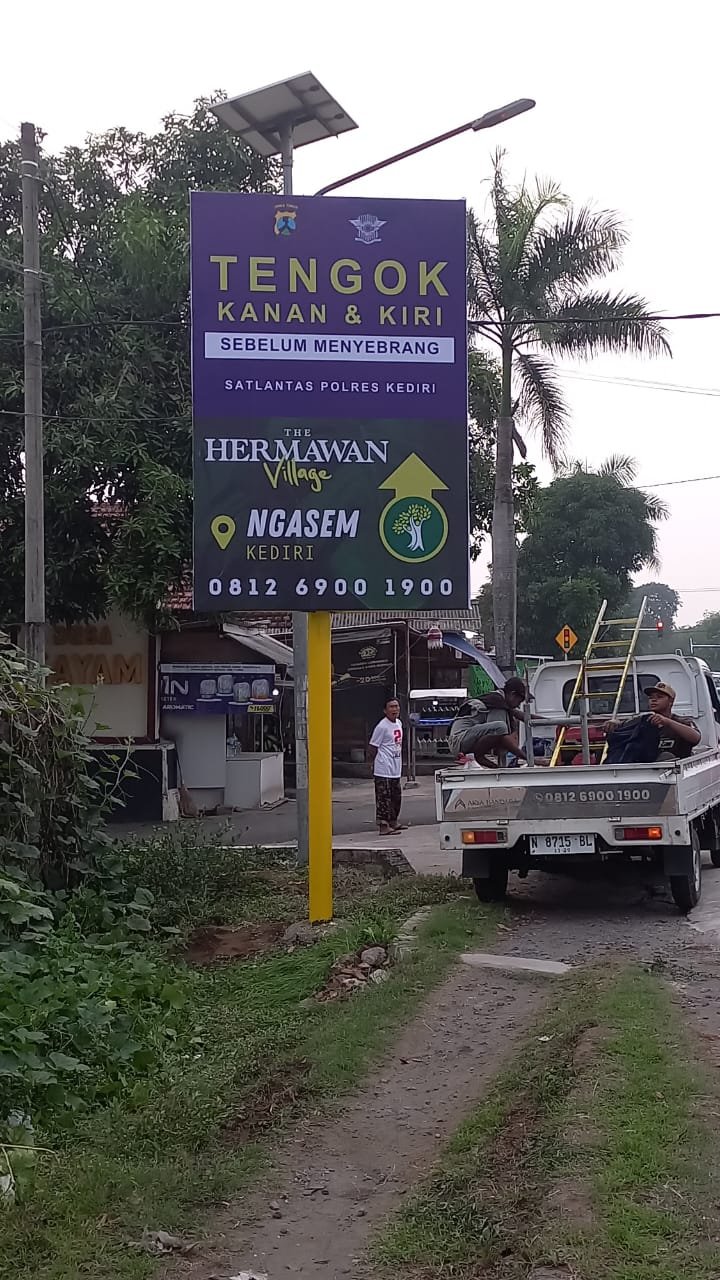 TENGOK
KANAN & KIRI
SEBELUM MENYEBRANG
SATLANTAS POLRES KEDIRI
THE
HERMAWAN
Village
NGASEM
KEDIRI
0812 6900 1900
AYAM
AROMATIC
0812 6900 1900
N 8715 BL